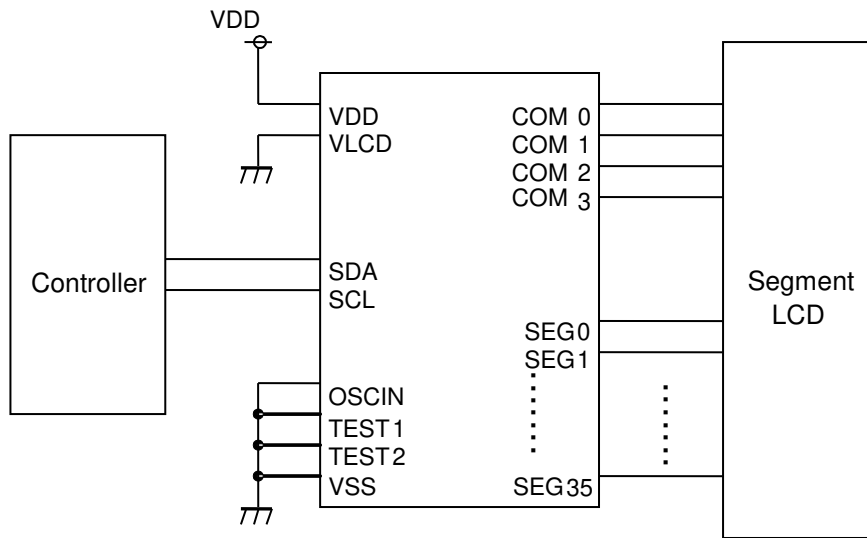 VDD
VDD
VLCD
SDA
SCL
OSCIN
TEST1
TEST2
VSS
COM 0
COM 1
COM 2
COM 3
SEG0
SEG1
SEG35
Controller
Segment
LCD